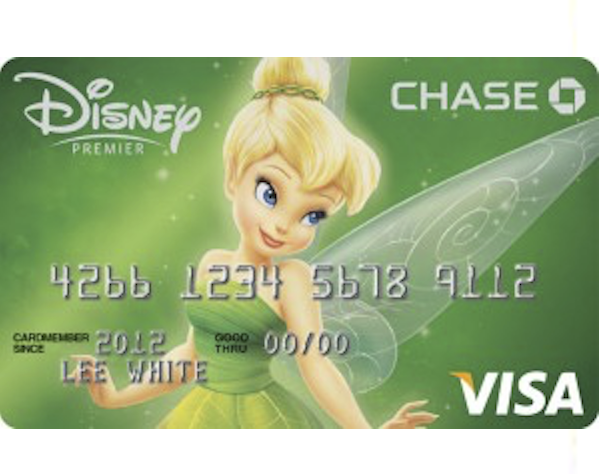 Disney
PREMIER
CHASE
4266 1234 5678 9112
CARDMEMBER SINCE 2012 GOOD THRU 00/00
LEE WHITE
VISA